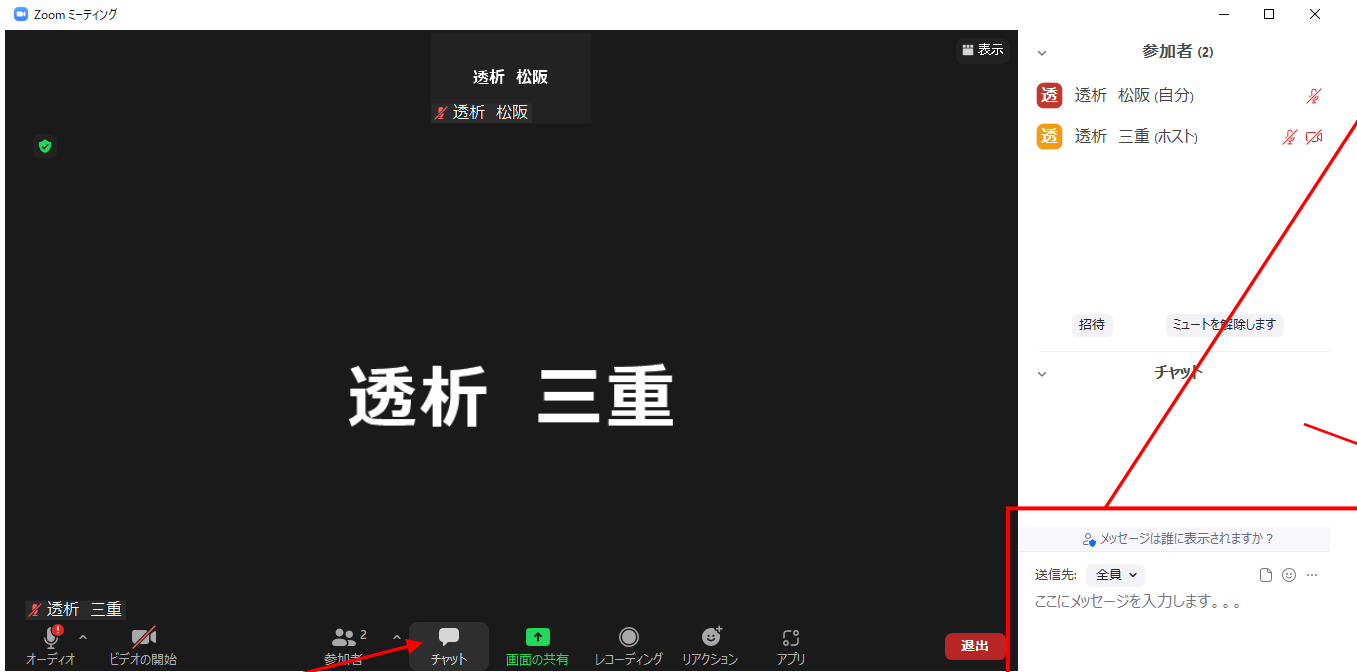 Zoom ミーティング
透析　松阪
透析　松阪
表示
参加者 (2)
透 透析　松阪 (自分)
透 透析　三重 (ホスト)
招待 ミュートを解除します
チャット
透析　三重
メッセージは誰に表示されますか？
送信先: 全員
ここにメッセージを入力します。。。
透析　三重
オーディオ ビデオの開始 参加者 2 チャット 画面の共有 レコーディング リアクション アプリ 退出